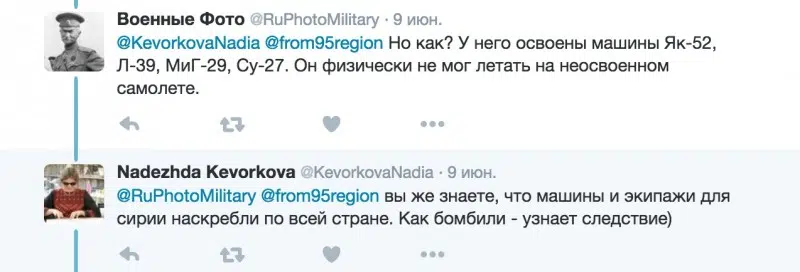 Военные Фото @RuPhotoMilitary · 9 июн.
@KevorkovaNadia @from95region Но как? У него освоены машины Як-52,
Л-39, МиГ-29, Су-27. Он физически не мог летать на неосвоенном
самолете.
Nadezhda Kevorkova @KevorkovaNadia · 9 июн.
@RuPhotoMilitary @from95region вы же знаете, что машины и экипажи для
сирии наскребли по всей стране. Как бомбили - узнает следствие)